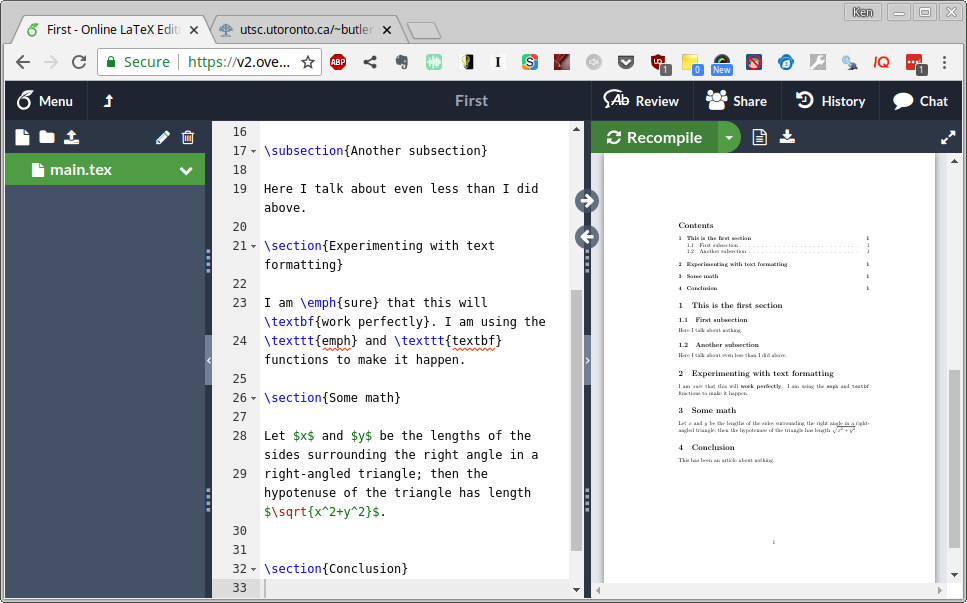 Ken
First - Online LaTeX Edit
utsc.utoronto.ca/~butler
Secure
https://v2.ove...
ABP
I
S
1
0
New
IQ
1
Menu
First
Ab Review
Share
History
Chat
Recompile
main.tex
16
17 \subsection{Another subsection}
18
19 Here I talk about even less than I did
above.
20
21 \section{Experimenting with text
formatting}
22
23 I am \emph{sure} that this will
\textbf{work perfectly}. I am using the
24 \texttt{emph} and \texttt{textbf}
functions to make it happen.
25
26 \section{Some math}
27
28 Let $x$ and $y$ be the lengths of the
sides surrounding the right angle in a
29 right-angled triangle; then the
hypotenuse of the triangle has length
$\sqrt{x^2+y^2}$.
30
31
32 \section{Conclusion}
33
Contents
1 This is the first section 1
1.1 First subsection 1
1.2 Another subsection 1
2 Experimenting with text formatting 1
3 Some math 1
4 Conclusion 1
1 This is the first section
1.1 First subsection
Here I talk about nothing.
1.2 Another subsection
Here I talk about even less than I did above.
2 Experimenting with text formatting
I am sure that this will work perfectly. I am using the emph and textbf
functions to make it happen.
3 Some math
Let x and y be the lengths of the sides surrounding the right angle in a right-
angled triangle; then the hypotenuse of the triangle has length √x²+y².
4 Conclusion
This has been an article about nothing.
1